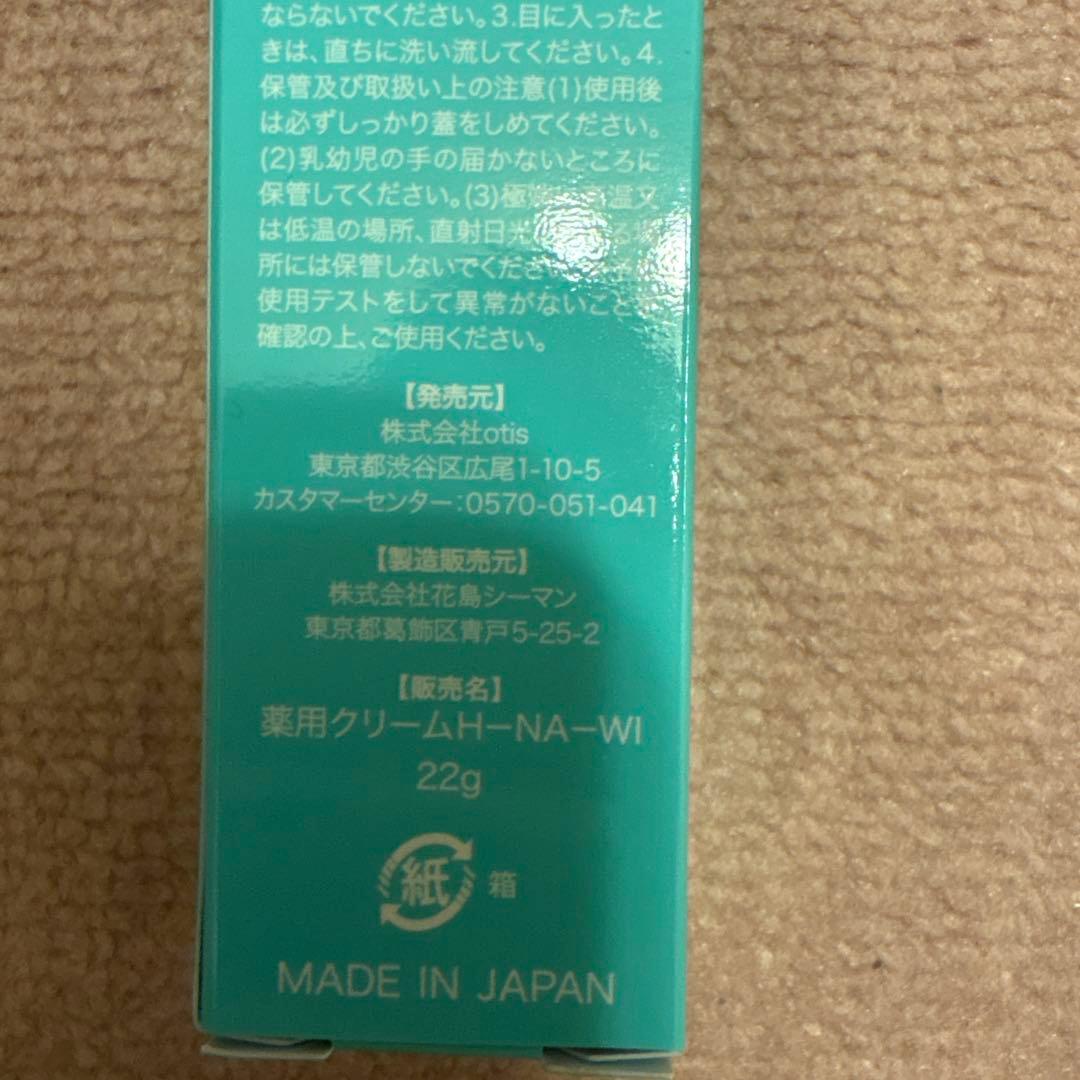 ならないでください。3.目に入ったと
きは、直ちに洗い流してください。4.
保管及び取扱い上の注意(1)使用後
は必ずしっかり蓋をしめてください。
(2)乳幼児の手の届かないところに
保管してください。(3)極 温又
は低温の場所、直射日光 る場
所には保管しないでくださ
使用テストをして異常がないこと
確認の上、ご使用ください。
【発売元】
株式会社otis
東京都渋谷区広尾1-10-5
カスタマーセンター:0570-051-041
【製造販売元】
株式会社花島シーマン
東京都葛飾区青戸5-25-2
【販売名】
薬用クリームH-NA-WI
22g
紙 箱
MADE IN JAPAN